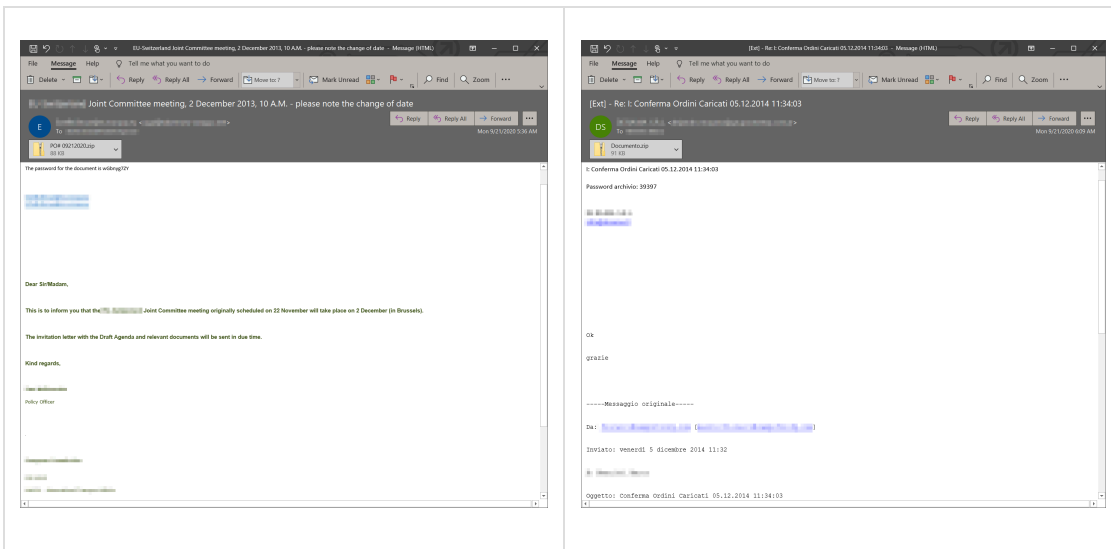 EU-Switzerland Joint Committee meeting, 2 December 2013, 10 A.M. - please note the change of date - Message (HTML)
File Message Help Tell me what you want to do
Delete Reply Reply All Forward Move to: ? Mark Unread Find Zoom
Joint Committee meeting, 2 December 2013, 10 A.M. - please note the change of date
E
To
Reply Reply All Forward
Mon 9/21/2020 5:36 AM
PO# 09212020.zip
88 KB
The password for the document is
Dear Sir/Madam,
This is to inform you that the Joint Committee meeting originally scheduled on 22 November will take place on 2 December (in Brussels).
The invitation letter with the Draft Agenda and relevant documents will be sent in due time.
Kind regards,
Policy Officer
[Ext] - Re: I: Conferma Ordini Caricati 05.12.2014 11:34:03 - Message (HTML)
File Message Help Tell me what you want to do
Delete Reply Reply All Forward Move to: ? Mark Unread Find Zoom
[Ext] - Re: I: Conferma Ordini Caricati 05.12.2014 11:34:03
DS
To
Reply Reply All Forward
Mon 9/21/2020 6:09 AM
Documento.zip
91 KB
I: Conferma Ordini Caricati 05.12.2014 11:34:03
Password archivio: 39397
Ok
grazie
-----Messaggio originale-----
Da:
Inviato: venerdì 5 dicembre 2014 11:32
Oggetto: Conferma Ordini Caricati 05.12.2014 11:34:03